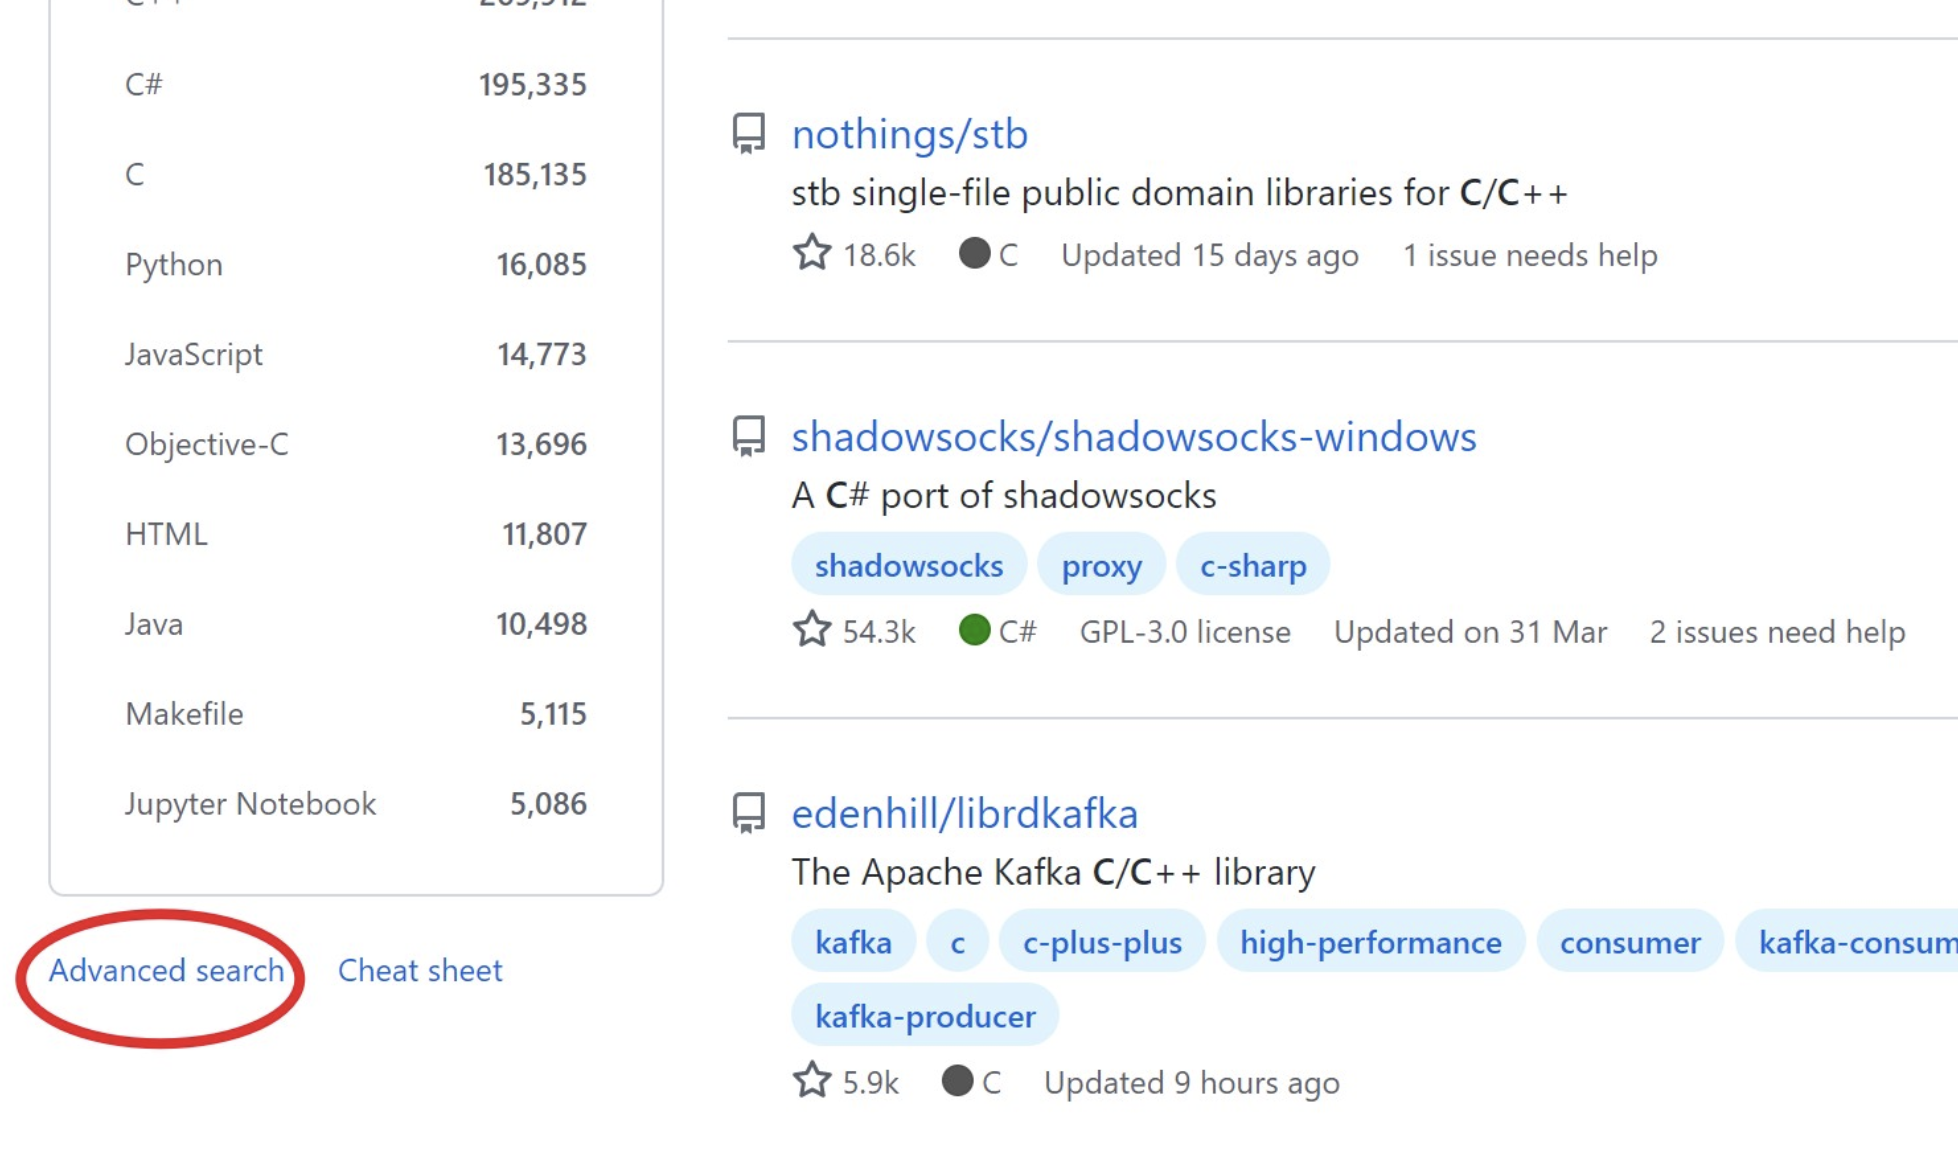 C# 195,335
C 185,135
Python 16,085
JavaScript 14,773
Objective-C 13,696
HTML 11,807
Java 10,498
Makefile 5,115
Jupyter Notebook 5,086
Advanced search Cheat sheet
nothings/stb
stb single-file public domain libraries for C/C++
18.6k C Updated 15 days ago 1 issue needs help
shadowsocks/shadowsocks-windows
A C# port of shadowsocks
shadowsocks proxy c-sharp
54.3k C# GPL-3.0 license Updated on 31 Mar 2 issues need help
edenhill/librdkafka
The Apache Kafka C/C++ library
kafka c c-plus-plus high-performance consumer kafka-consum
kafka-producer
5.9k C Updated 9 hours ago